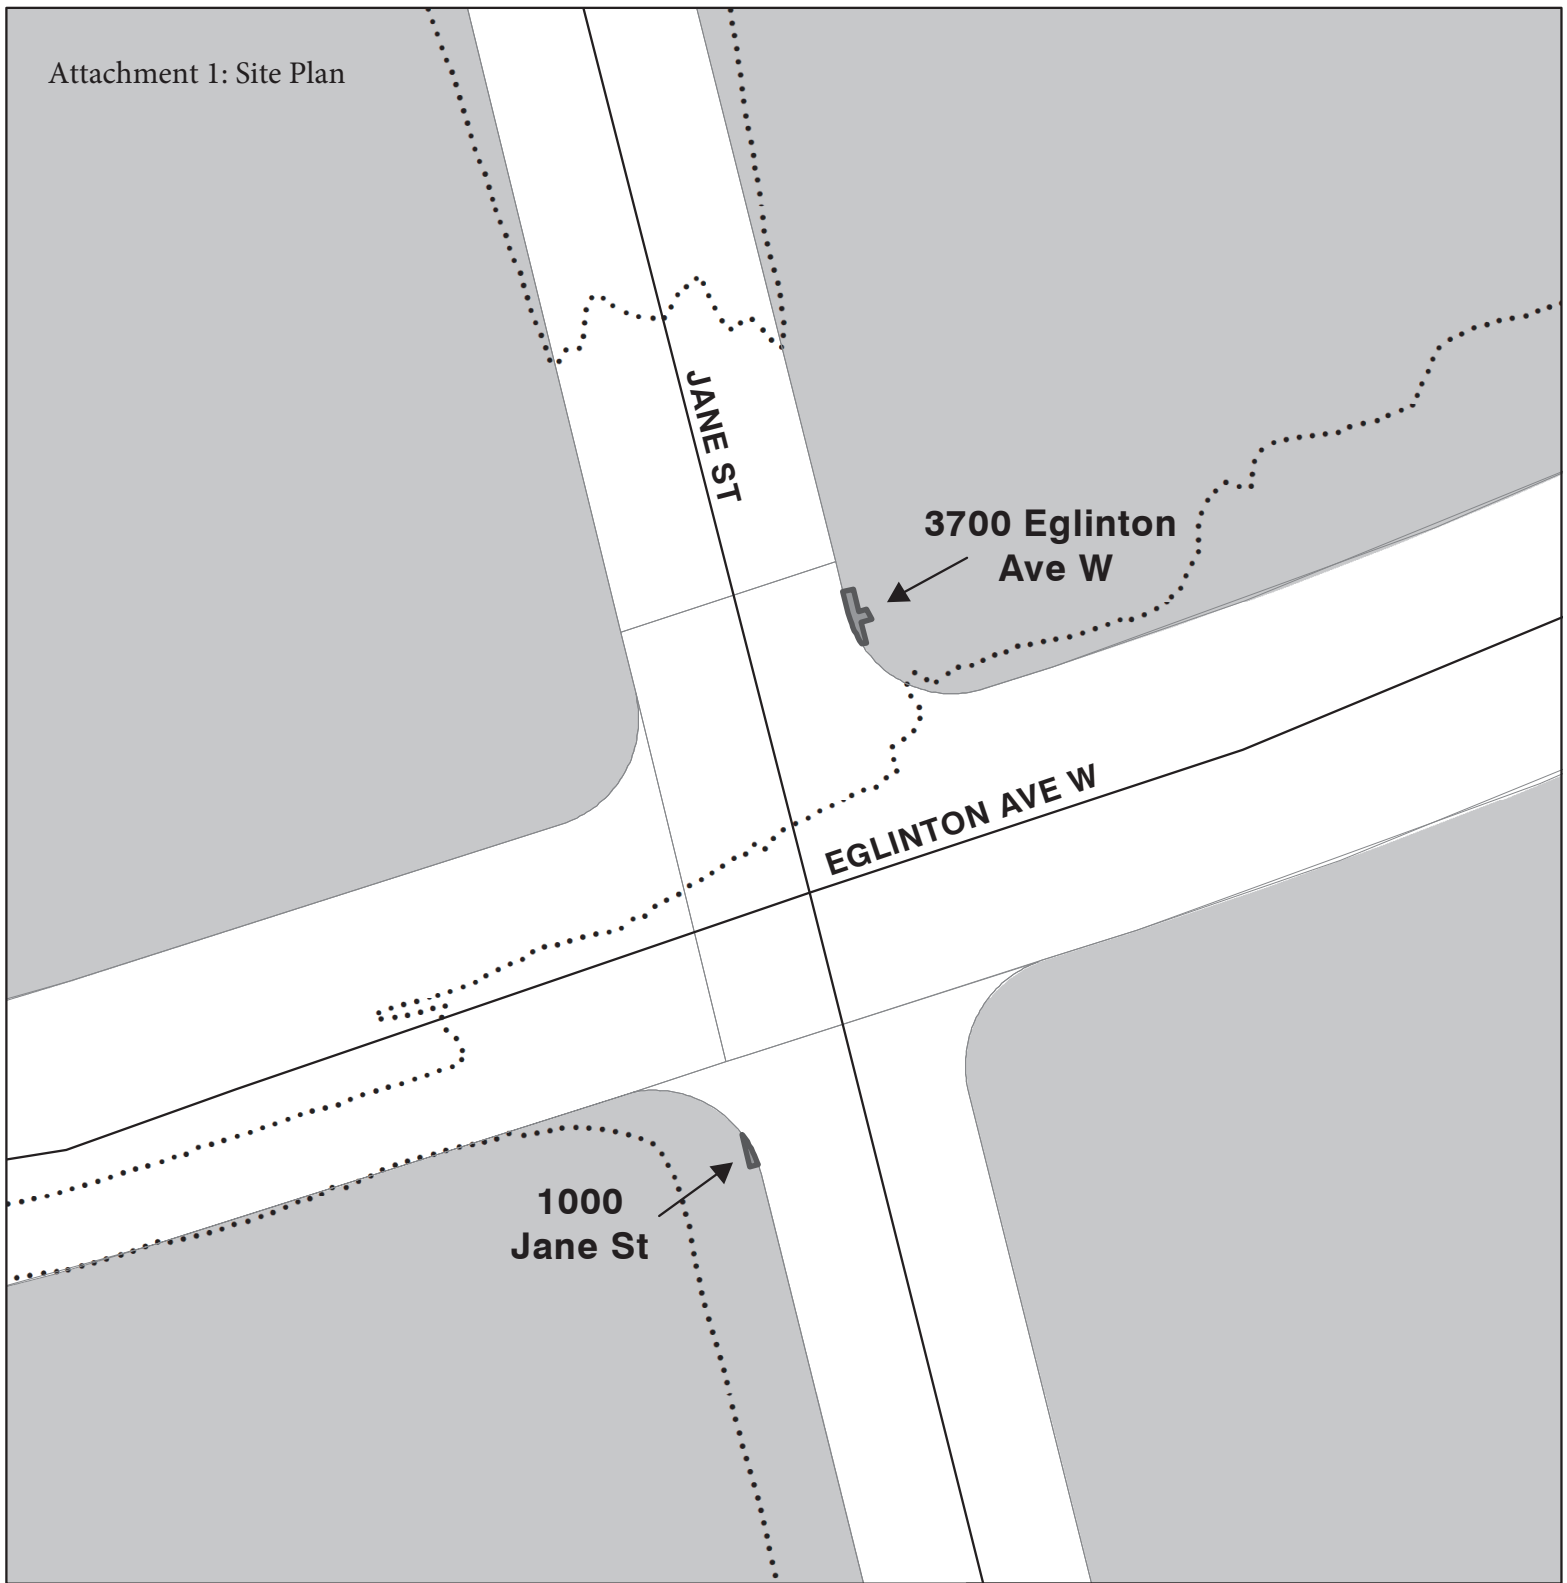 Attachment 1: Site Plan
JANE ST
3700 Eglinton
Ave W
EGLINTON AVE W
1000
Jane St